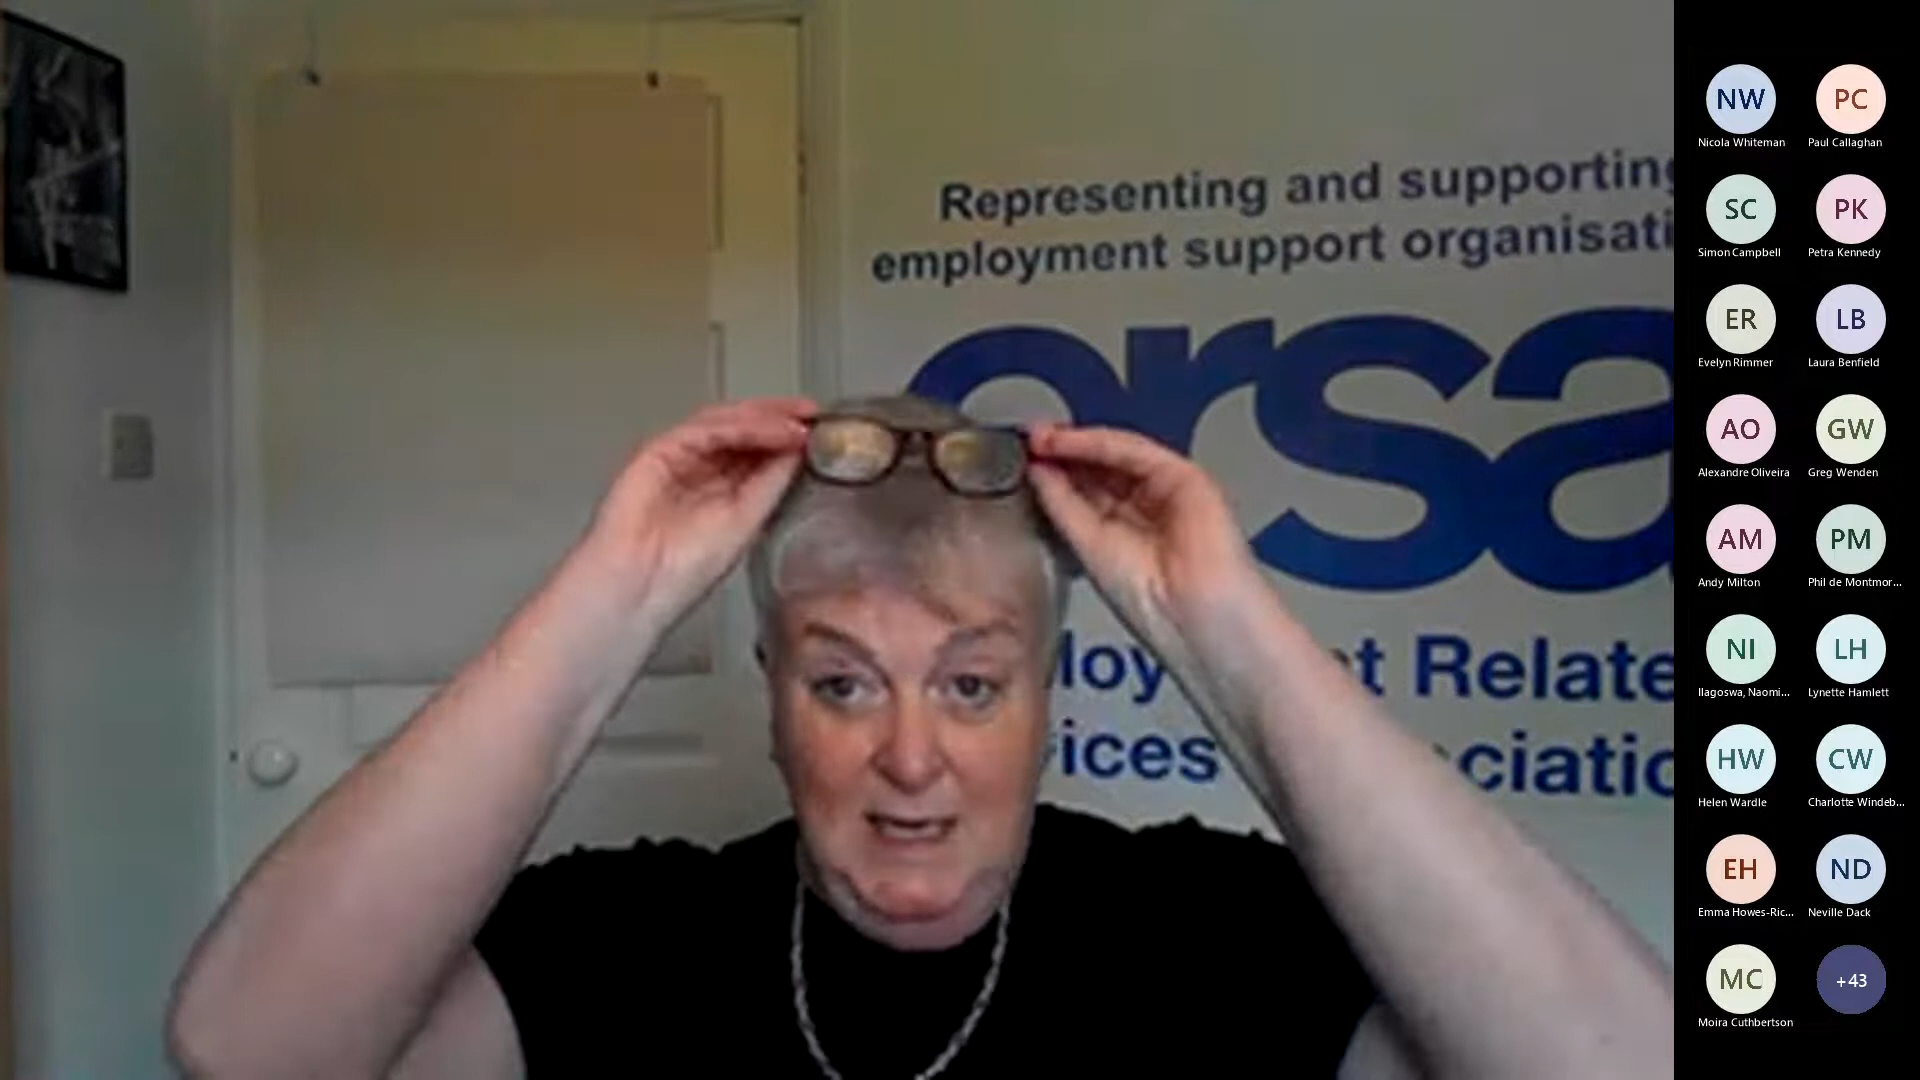 Representing and supporting
employment support organisati
ersa
loy t Relate
ices ciatio
NW PC
Nicola Whiteman Paul Callaghan
SC PK
Simon Campbell Petra Kennedy
ER LB
Evelyn Rimmer Laura Benfield
AO GW
Alexandre Oliveira Greg Wenden
AM PM
Andy Milton Phil de Montmor...
NI LH
Ilagoswa, Naomi... Lynette Hamlett
HW CW
Helen Wardle Charlotte Windeb...
EH ND
Emma Howes-Ric... Neville Dack
MC +43
Moira Cuthbertson